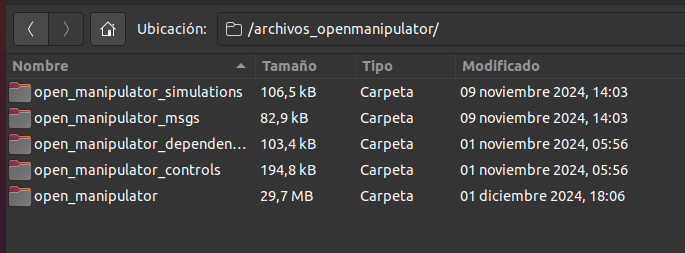 Ubicación: /archivos_openmanipulator/
Nombre Tamaño Tipo Modificado
open_manipulator_simulations 106,5 kB Carpeta 09 noviembre 2024, 14:03
open_manipulator_msgs 82,9 kB Carpeta 09 noviembre 2024, 14:03
open_manipulator_dependen... 103,4 kB Carpeta 01 noviembre 2024, 05:56
open_manipulator_controls 194,8 kB Carpeta 01 noviembre 2024, 05:56
open_manipulator 29,7 MB Carpeta 01 diciembre 2024, 18:06